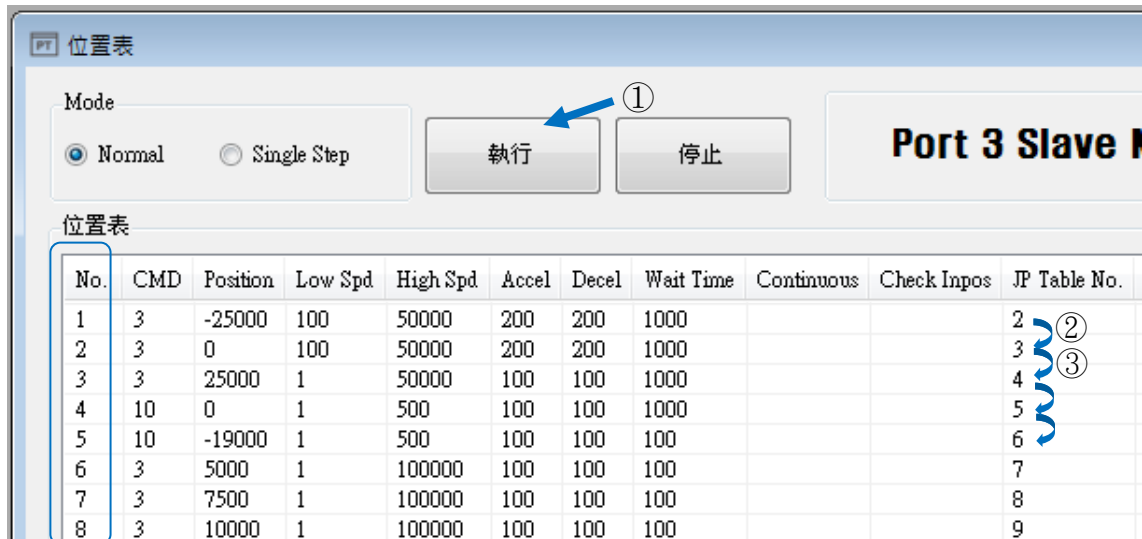 PT 位置表
Mode
Normal Single Step
執行
停止
①
Port 3 Slave
位置表
No. CMD Position Low Spd High Spd Accel Decel Wait Time Continuous Check Inpos JP Table No.
1 3 -25000 100 50000 200 200 1000 2
②
2 3 0 100 50000 200 200 1000 3
③
3 3 25000 1 50000 100 100 1000 4
4 10 0 1 500 100 100 1000 5
5 10 -19000 1 500 100 100 100 6
6 3 5000 1 100000 100 100 100 7
7 3 7500 1 100000 100 100 100 8
8 3 10000 1 100000 100 100 100 9